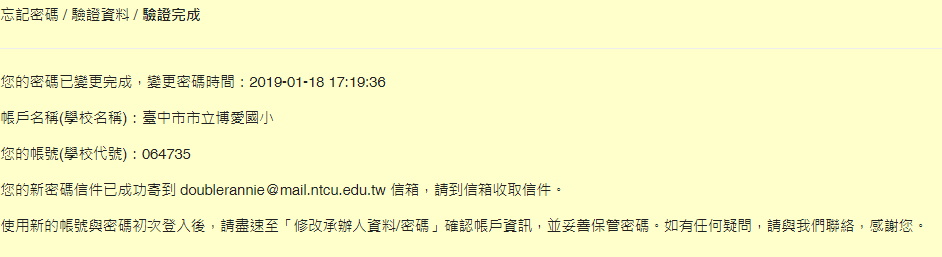 忘記密碼 / 驗證資料 / 驗證完成
您的密碼已變更完成，變更密碼時間：2019-01-18 17:19:36
帳戶名稱(學校名稱)：臺中市市立博愛國小
您的帳號(學校代號)：064735
您的新密碼信件已成功寄到 doublerannie@mail.ntcu.edu.tw 信箱，請到信箱收取信件。
使用新的帳號與密碼初次登入後，請盡速至「修改承辦人資料/密碼」確認帳戶資訊，並妥善保管密碼。如有任何疑問，請與我們聯絡，感謝您。